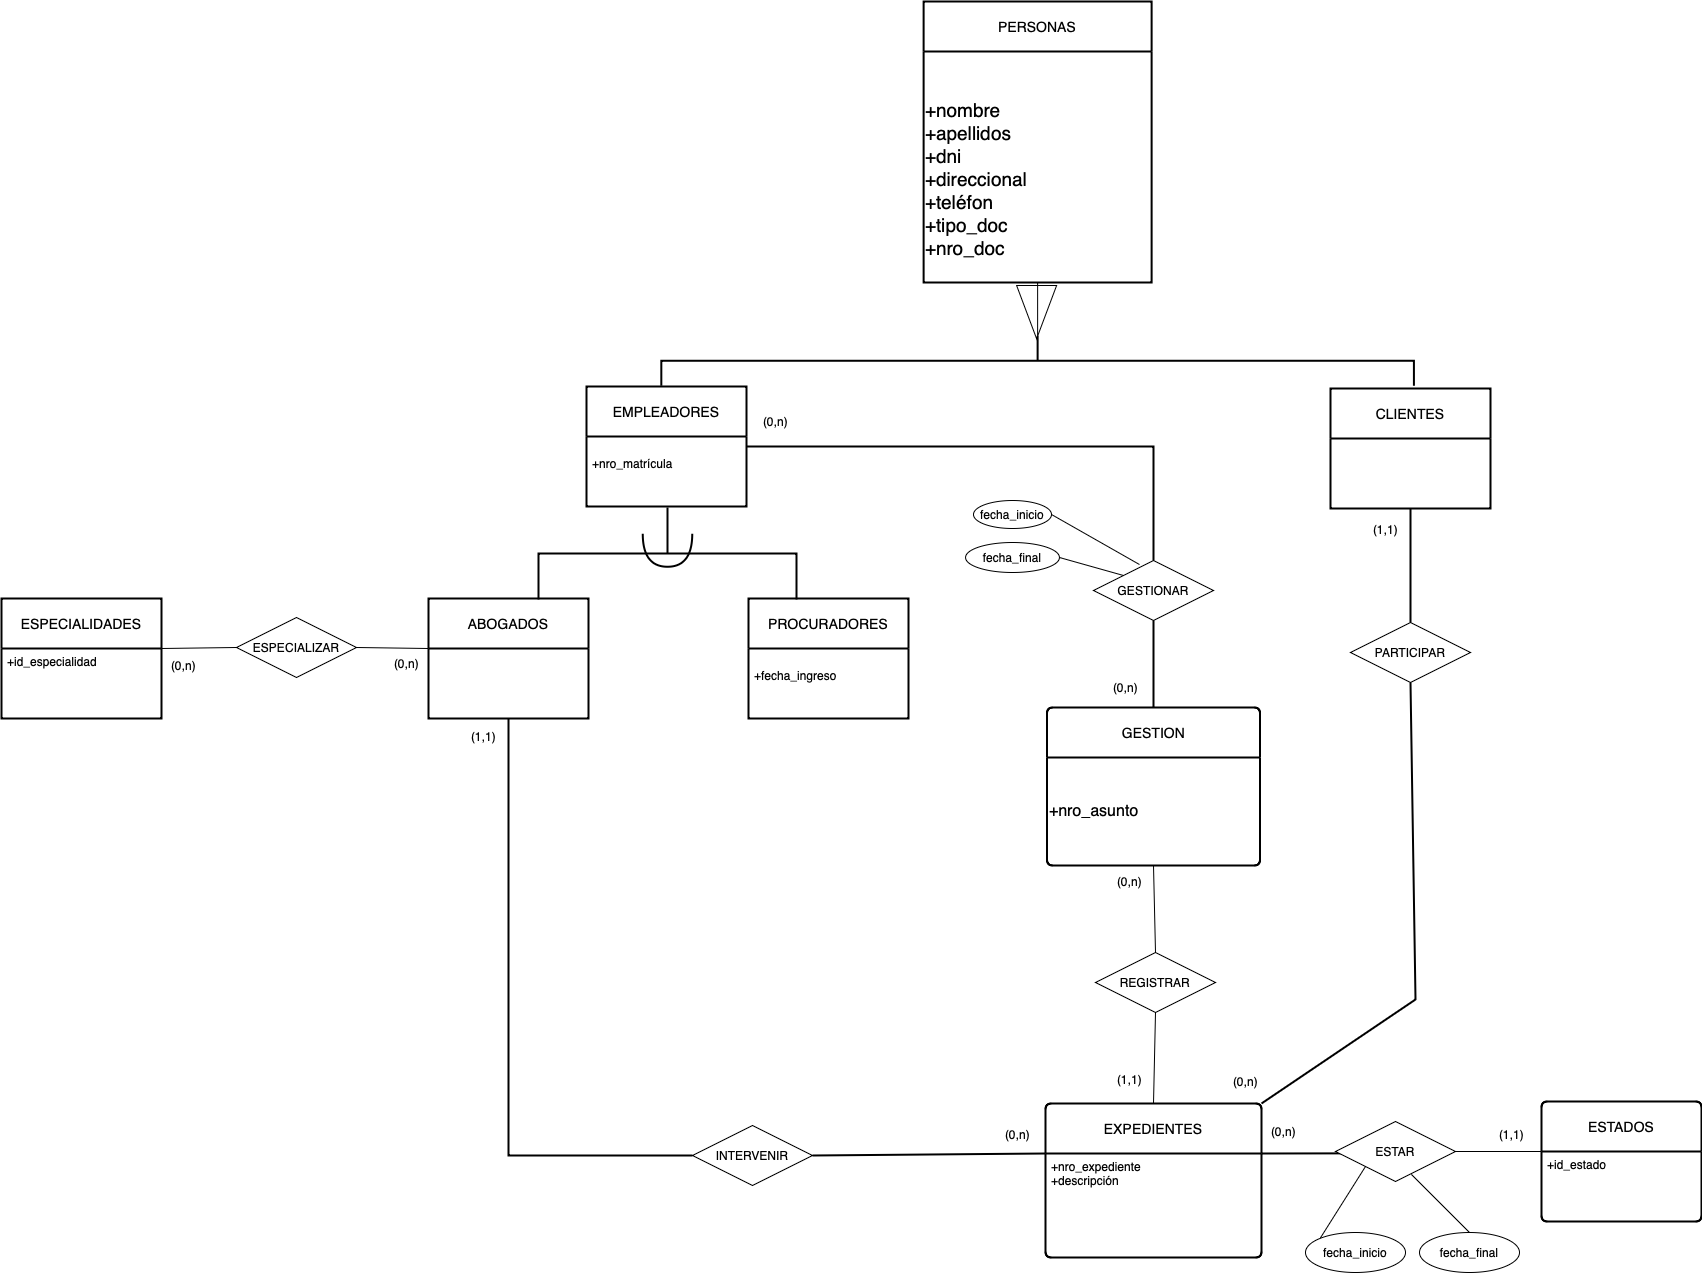 PERSONAS
+nombre
+apellidos
+dni
+direccional
+teléfon
+tipo_doc
+nro_doc
EMPLEADORES
+nro_matrícula
(0,n)
CLIENTES
(1,1)
fecha_inicio
fecha_final
GESTIONAR
ESPECIALIDADES
+id_especialidad
(0,n)
ESPECIALIZAR
(0,n)
ABOGADOS
(1,1)
PROCURADORES
+fecha_ingreso
PARTICIPAR
(0,n)
GESTION
+nro_asunto
(0,n)
REGISTRAR
(1,1)
(0,n)
INTERVENIR
(0,n)
EXPEDIENTES
+nro_expediente
+descripción
(0,n)
ESTAR
(1,1)
ESTADOS
+id_estado
fecha_inicio
fecha_final